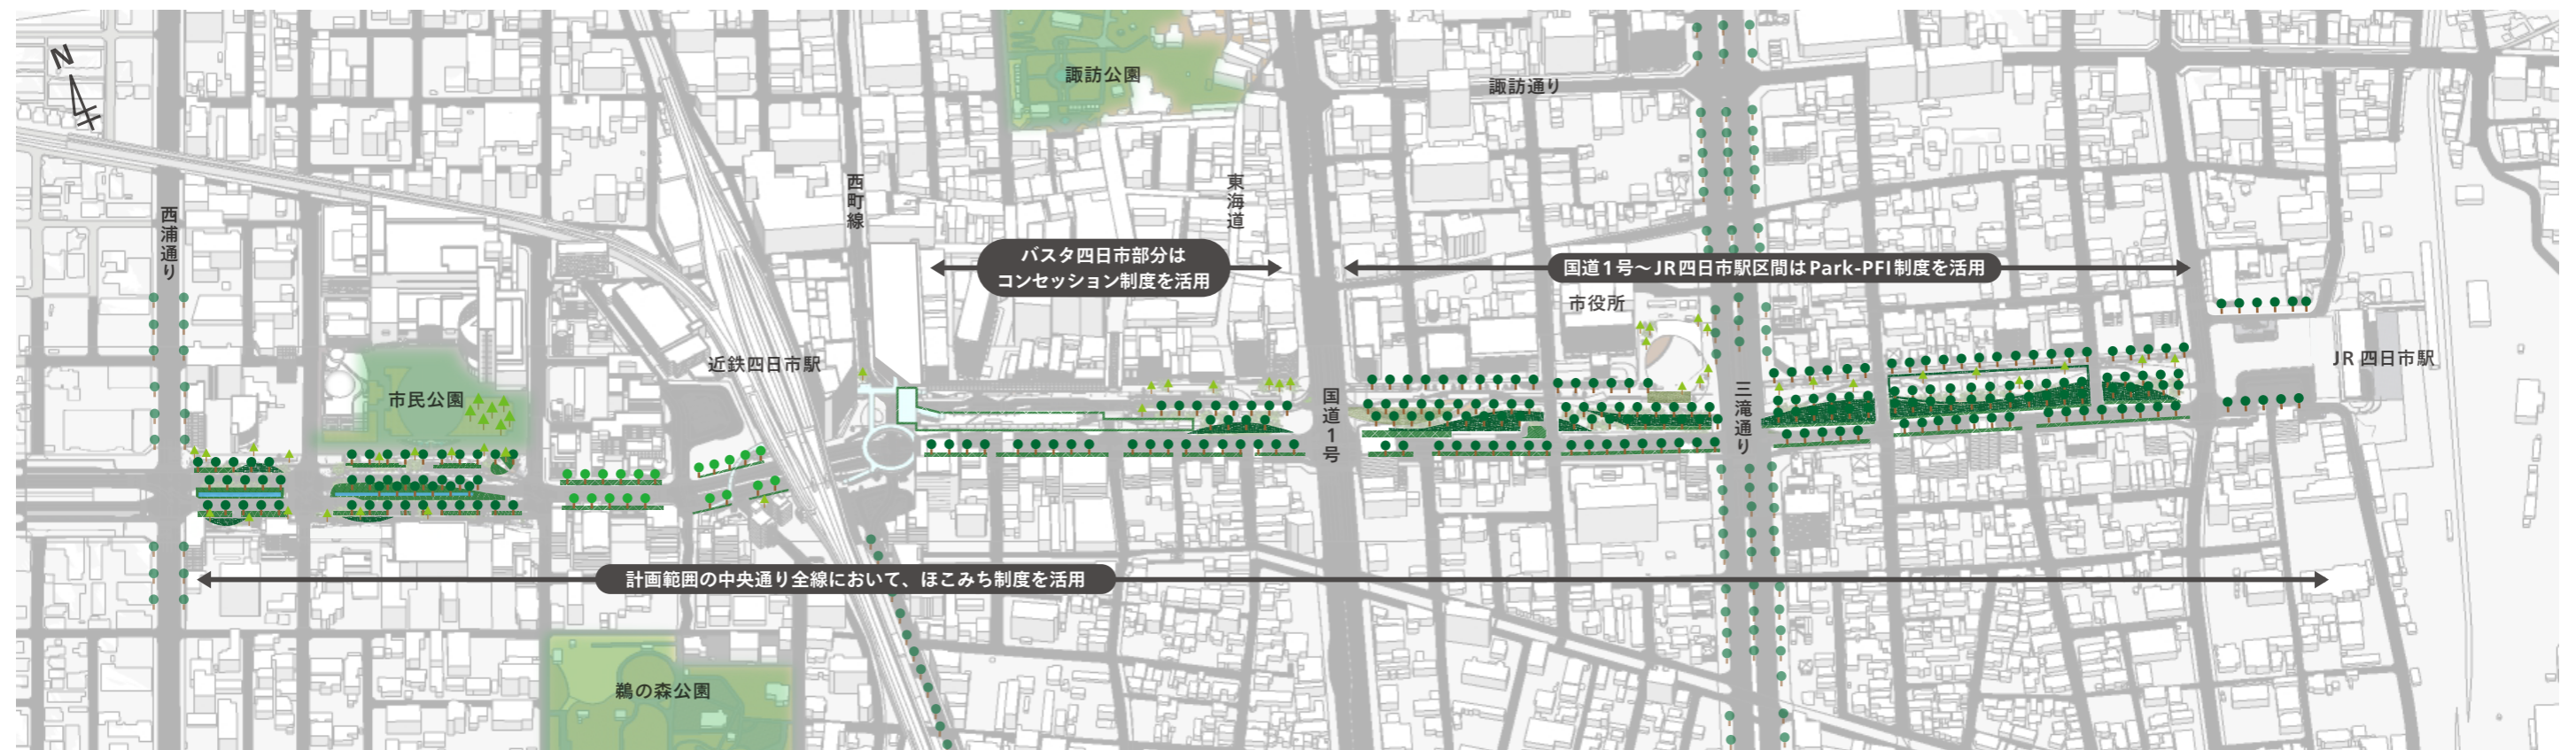 N
諏訪公園
諏訪通り
西町線
東海道
西浦通り
バスタ四日市部分は
コンセッション制度を活用
国道1号～JR四日市駅区間はPark-PFI制度を活用
市役所
近鉄四日市駅
JR 四日市駅
市民公園
国道1号
三滝通り
計画範囲の中央通り全線において、ほこみち制度を活用
鵜の森公園